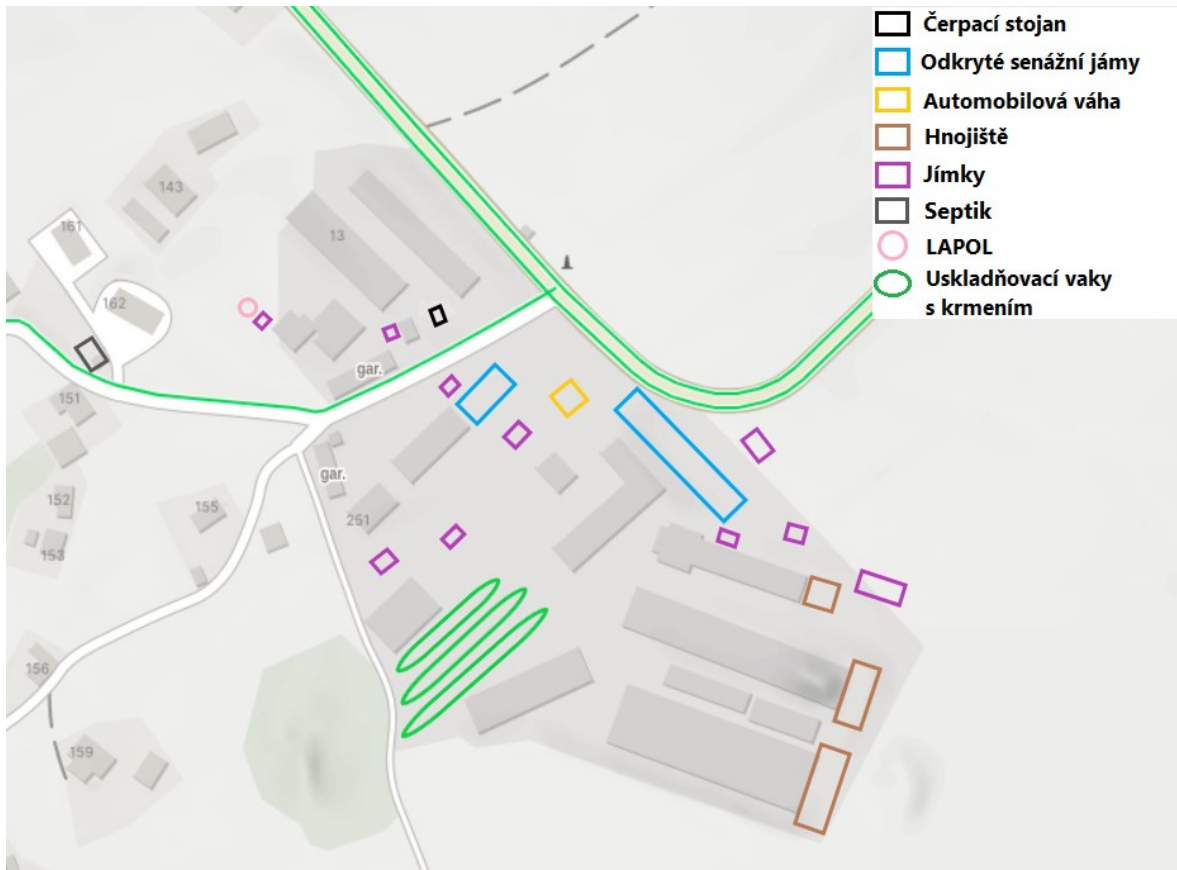 Čerpací stojan
Odkryté senážní jámy
Automobilová váha
Hnojiště
Jímky
Septik
LAPOL
Uskladňovací vaky
s krmením
143
161
13
162
gar.
151
gar.
152
155
251
153
156
159